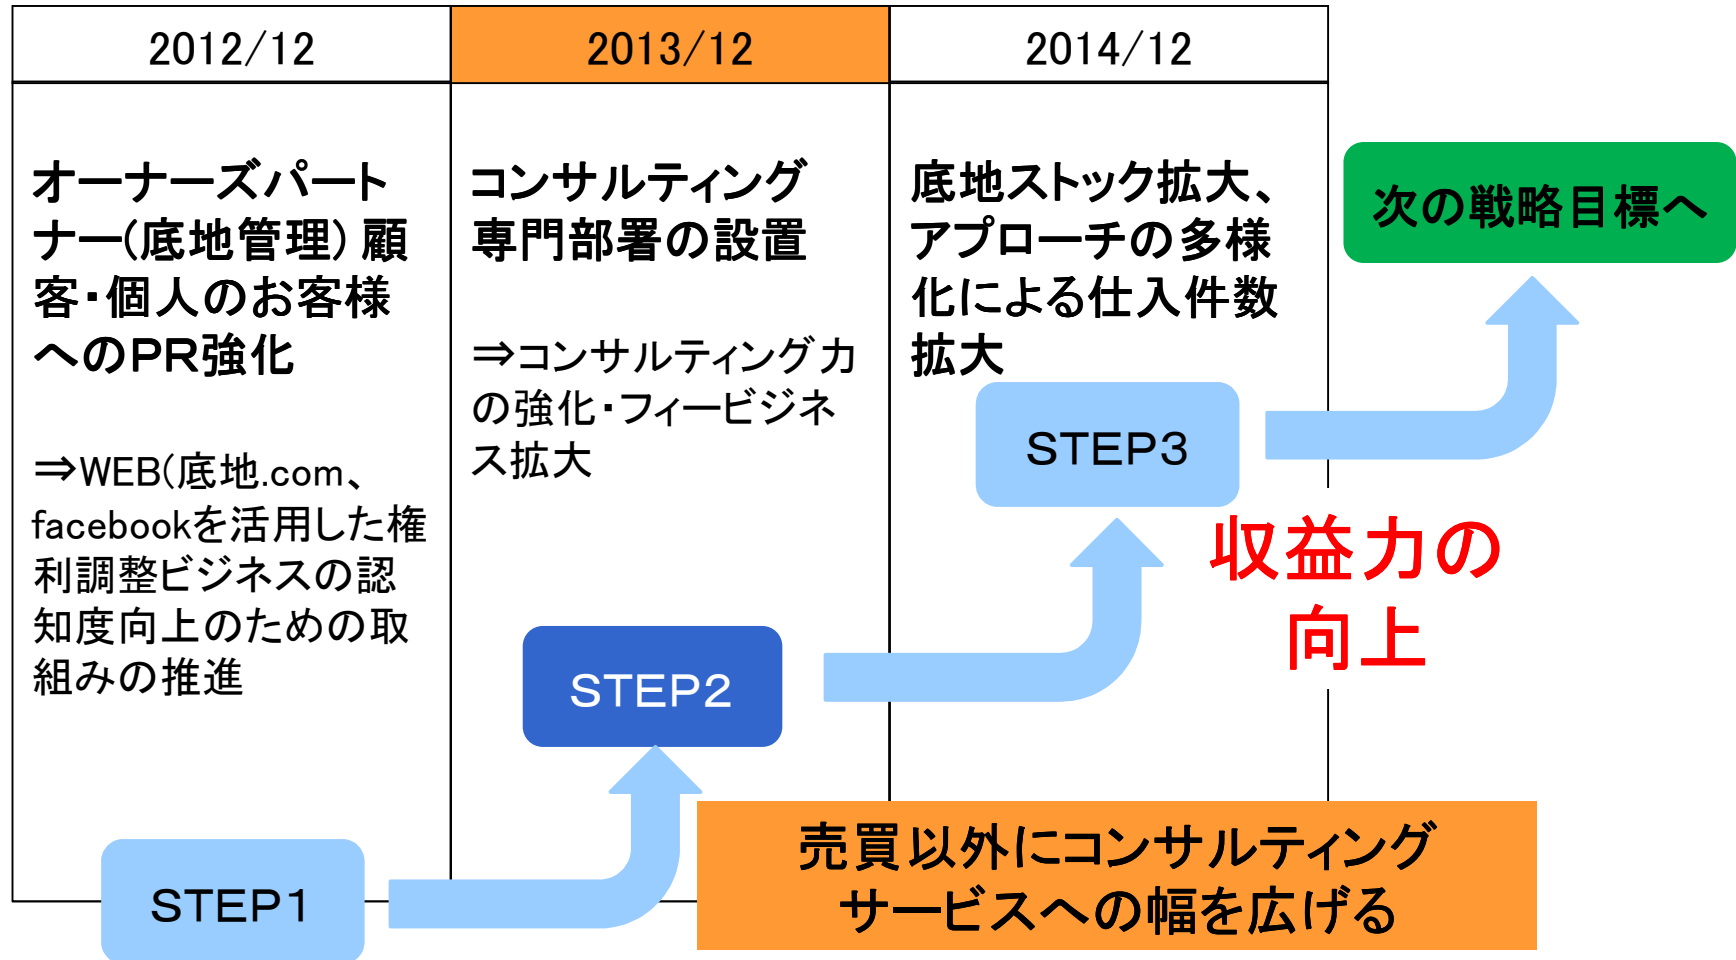 2012/12
2013/12
2014/12
オーナーズパート
ナー(底地管理)顧
客・個人のお客様
へのPR強化
⇒WEB(底地.com、
facebookを活用した権
利調整ビジネスの認
知度向上のための取
組みの推進
コンサルティング
専門部署の設置
⇒コンサルティング力
の強化・フィービジネ
ス拡大
底地ストック拡大、
アプローチの多様
化による仕入件数
拡大
次の戦略目標へ
STEP3
収益力の
向上
STEP2
売買以外にコンサルティング
サービスへの幅を広げる
STEP1